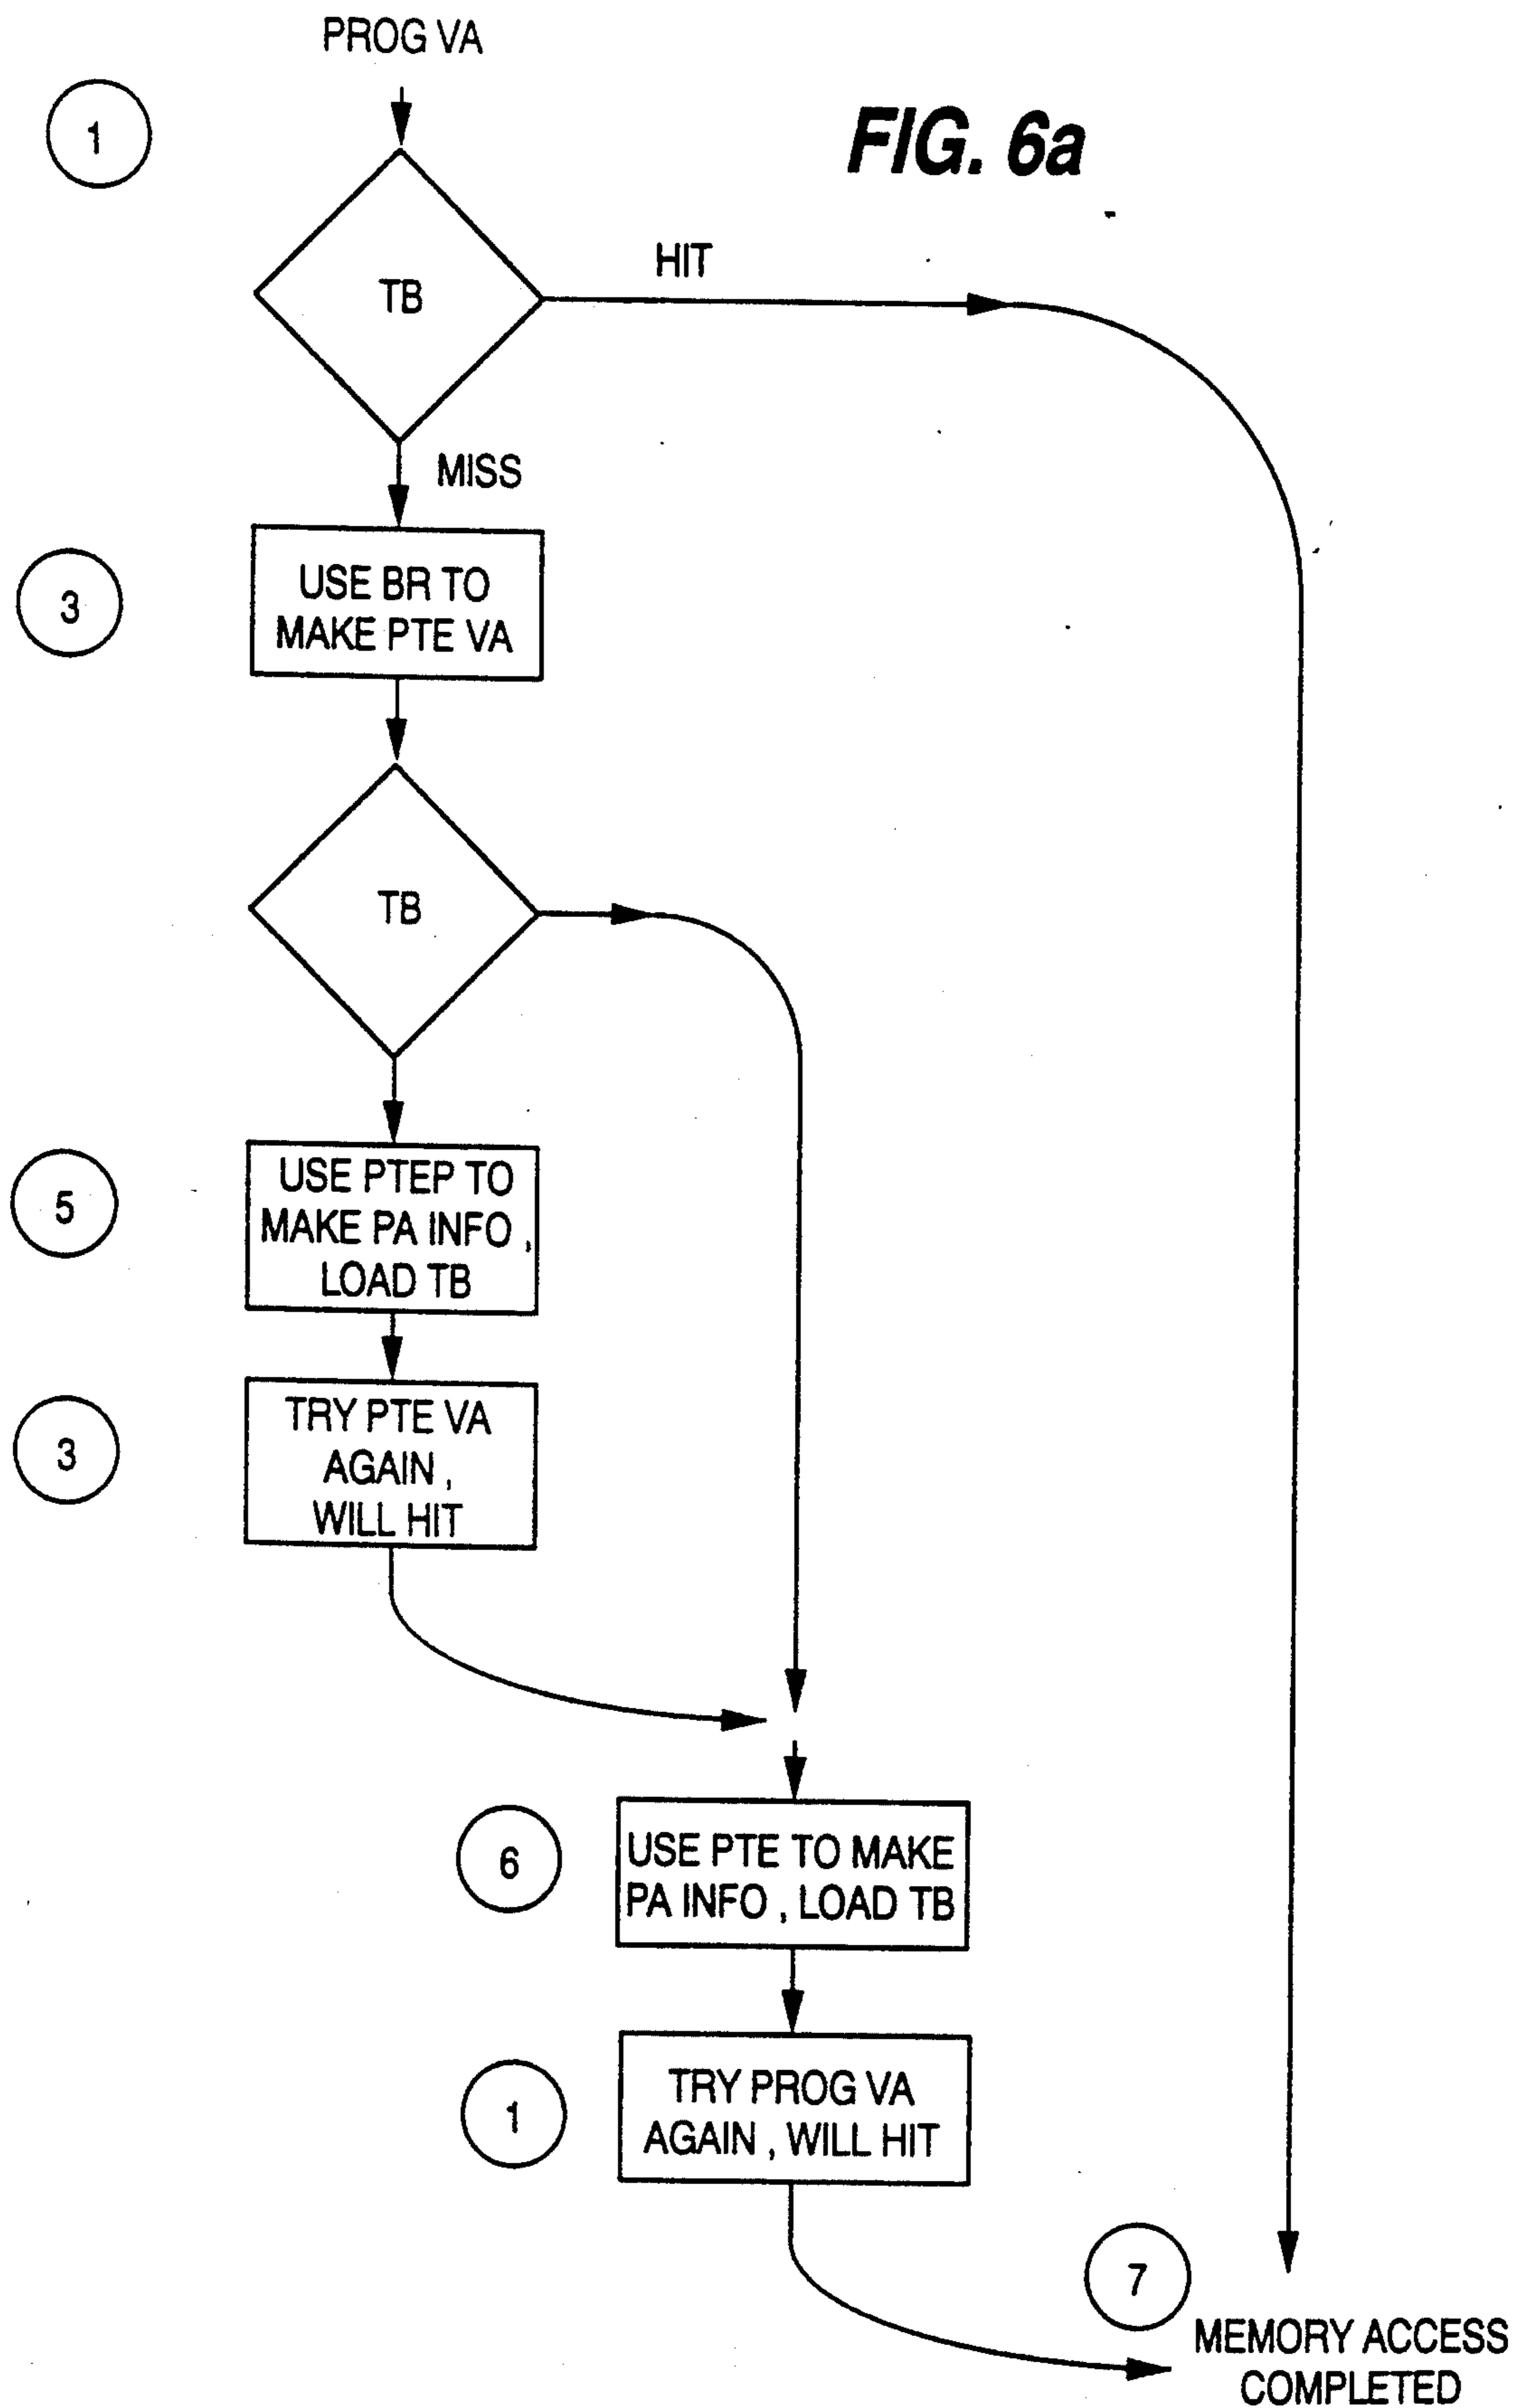 PROG VA
1
FIG. 6a
HIT
TB
MISS
3
USE BR TO
MAKE PTE VA
TB
5
USE PTEP TO
MAKE PA INFO ,
LOAD TB
3
TRY PTE VA
AGAIN ,
WILL HIT
6
USE PTE TO MAKE
PA INFO , LOAD TB
1
TRY PROG VA
AGAIN , WILL HIT
7
MEMORY ACCESS
COMPLETED